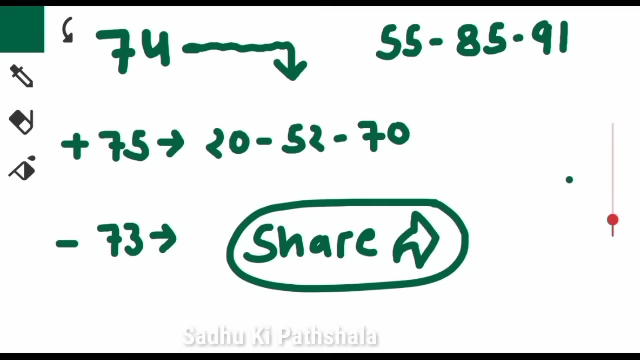 74 → 55-85-91
+ 75 → 20-52-70
- 73 → Share
Sadhu Ki Pathshala